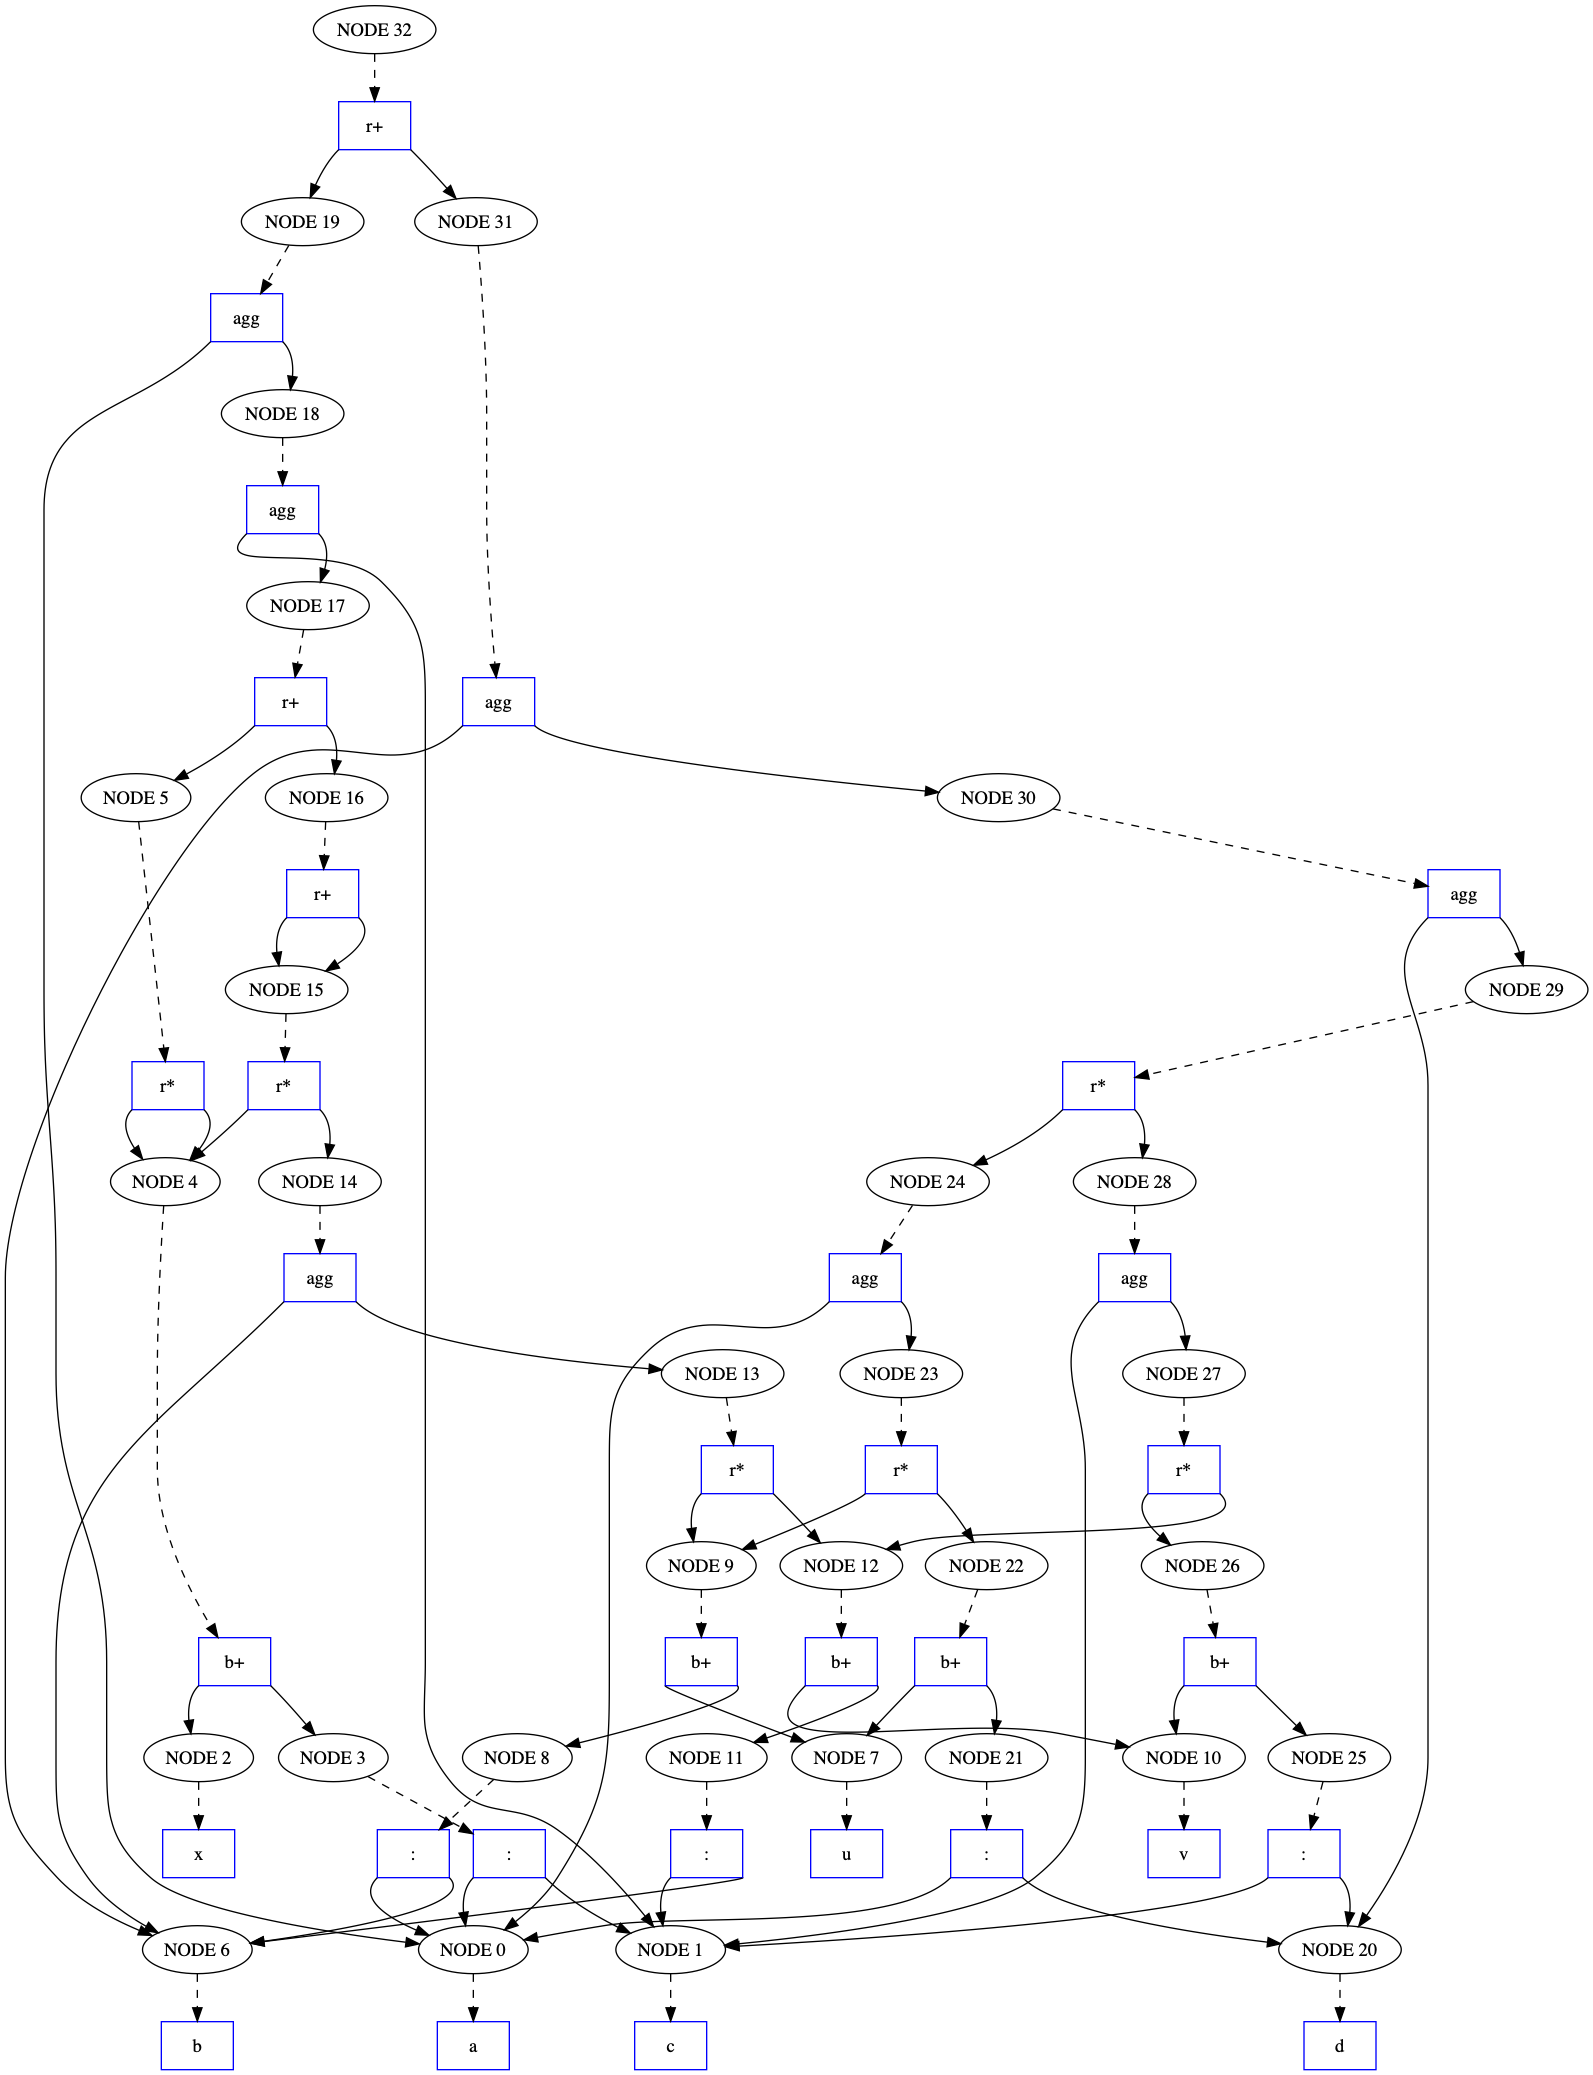 NODE 32
r+
NODE 19
NODE 31
agg
NODE 18
agg
NODE 17
r+
agg
NODE 5
NODE 16
NODE 30
r+
agg
NODE 15
NODE 29
r*
r*
r*
NODE 4
NODE 14
NODE 24
NODE 28
agg
agg
agg
NODE 13
NODE 23
NODE 27
r*
r*
r*
NODE 9
NODE 12
NODE 22
NODE 26
b+
b+
b+
b+
b+
NODE 2
NODE 3
NODE 8
NODE 11
NODE 7
NODE 21
NODE 10
NODE 25
x
:
:
:
u
:
v
:
NODE 6
NODE 0
NODE 1
NODE 20
b
a
c
d